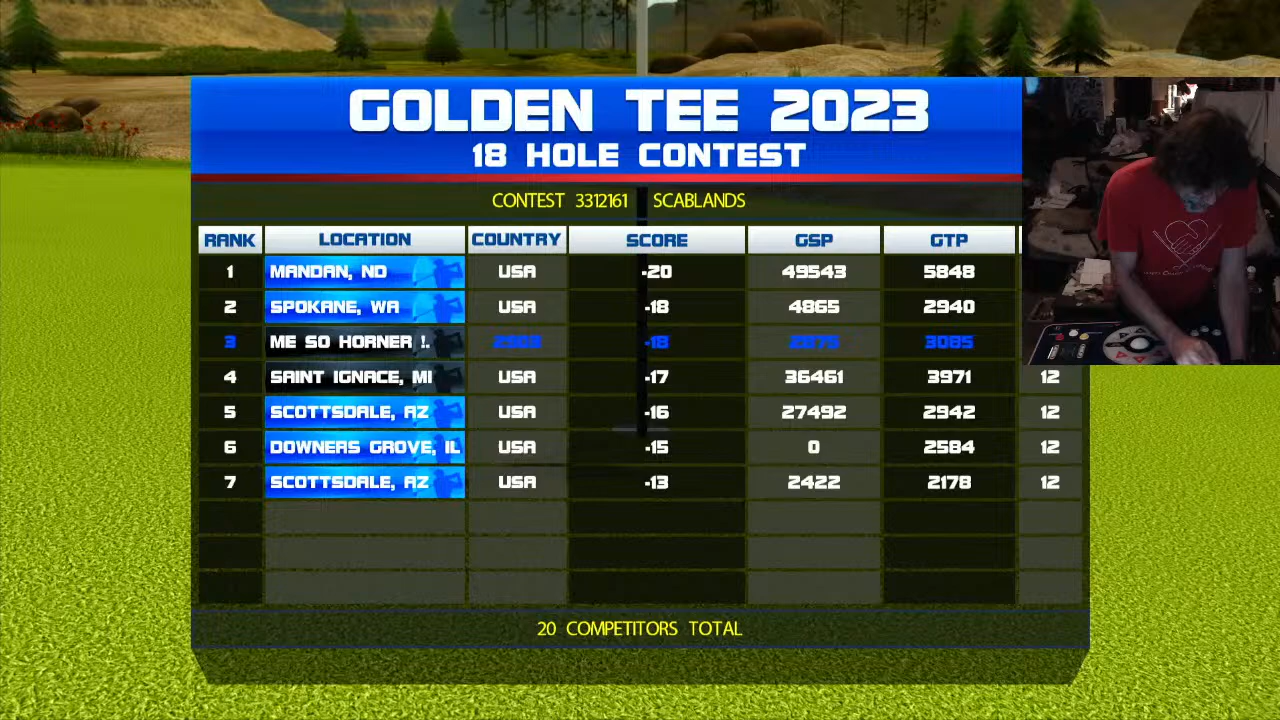 GOLDEN TEE 2023
18 HOLE CONTEST
CONTEST 3312161 SCABLANDS
RANK LOCATION COUNTRY SCORE GSP GTP
1 MANDAN, ND USA -20 49543 5848
2 SPOKANE, WA USA -18 4865 2940
3 ME SO HORNER !. -18 3085
4 SAINT IGNACE, MI USA -17 36461 3971 12
5 SCOTTSDALE, AZ USA -16 27492 2942 12
6 DOWNERS GROVE, IL USA -15 0 2584 12
7 SCOTTSDALE, AZ USA -13 2422 2178 12
20 COMPETITORS TOTAL